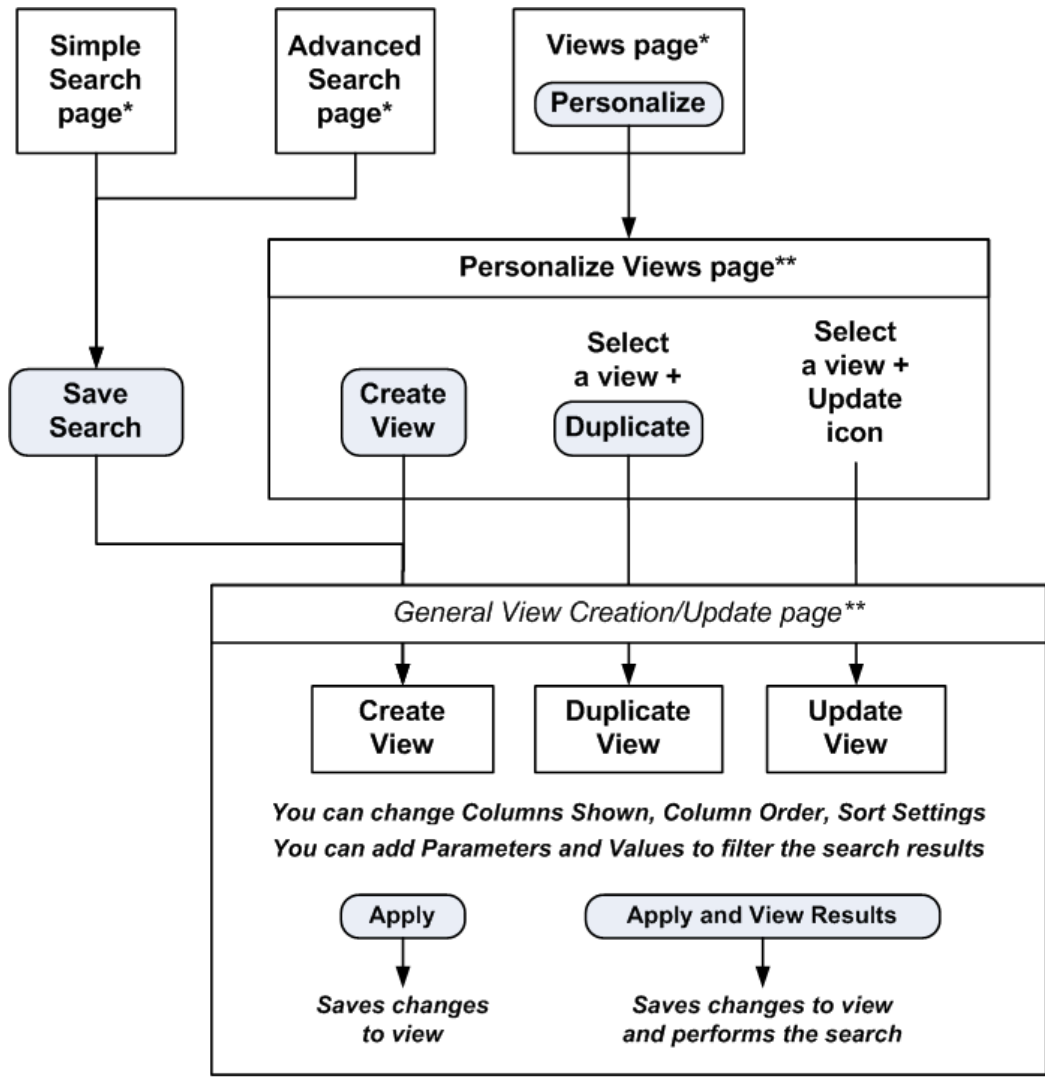 Simple
Search
page*
Advanced
Search
page*
Views page*
Personalize
Personalize Views page**
Save
Search
Create
View
Select
a view +
Duplicate
Select
a view +
Update
icon
General View Creation/Update page**
Create
View
Duplicate
View
Update
View
You can change Columns Shown, Column Order, Sort Settings
You can add Parameters and Values to filter the search results
Apply
Apply and View Results
Saves changes
to view
Saves changes to view
and performs the search